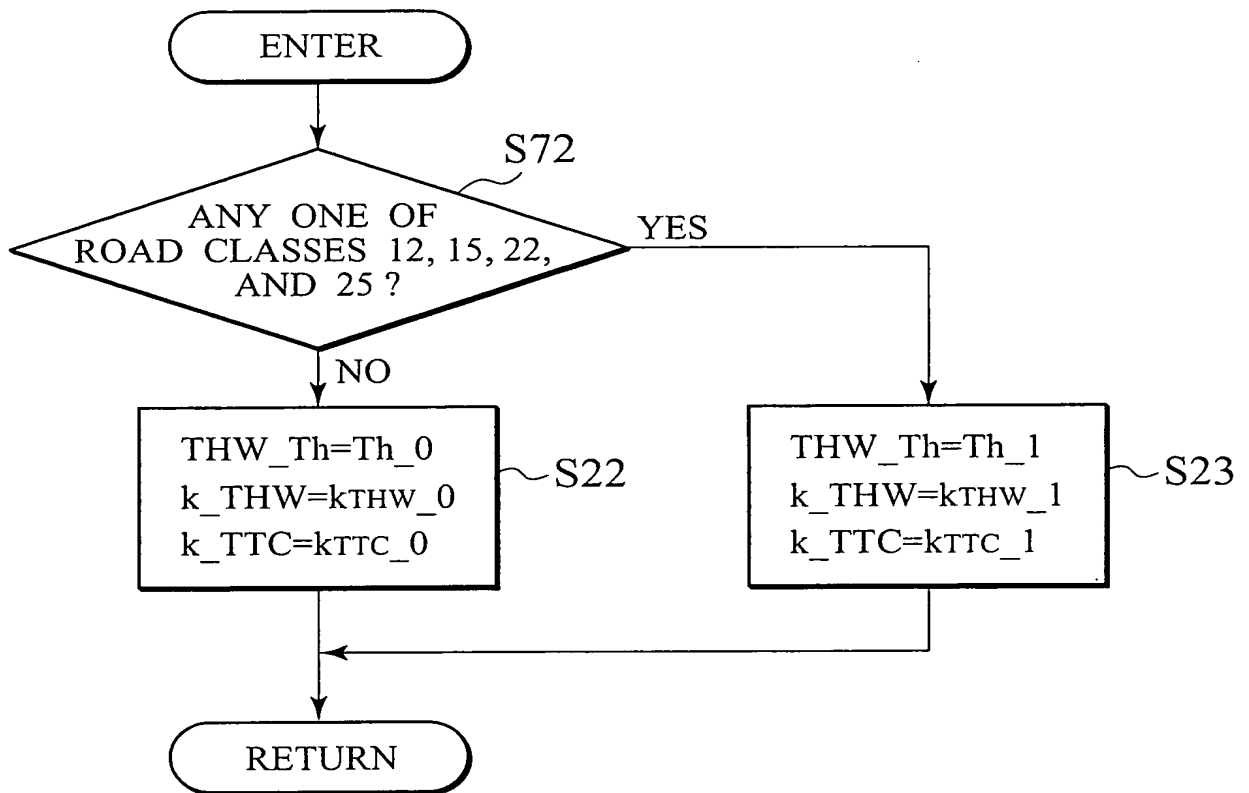 ENTER
S72
ANY ONE OF
ROAD CLASSES 12, 15, 22,
AND 25 ?
YES
NO
THW_Th=Th_0
k_THW=kTHW_0
k_TTC=kTTC_0
S22
THW_Th=Th_1
k_THW=kTHW_1
k_TTC=kTTC_1
S23
RETURN